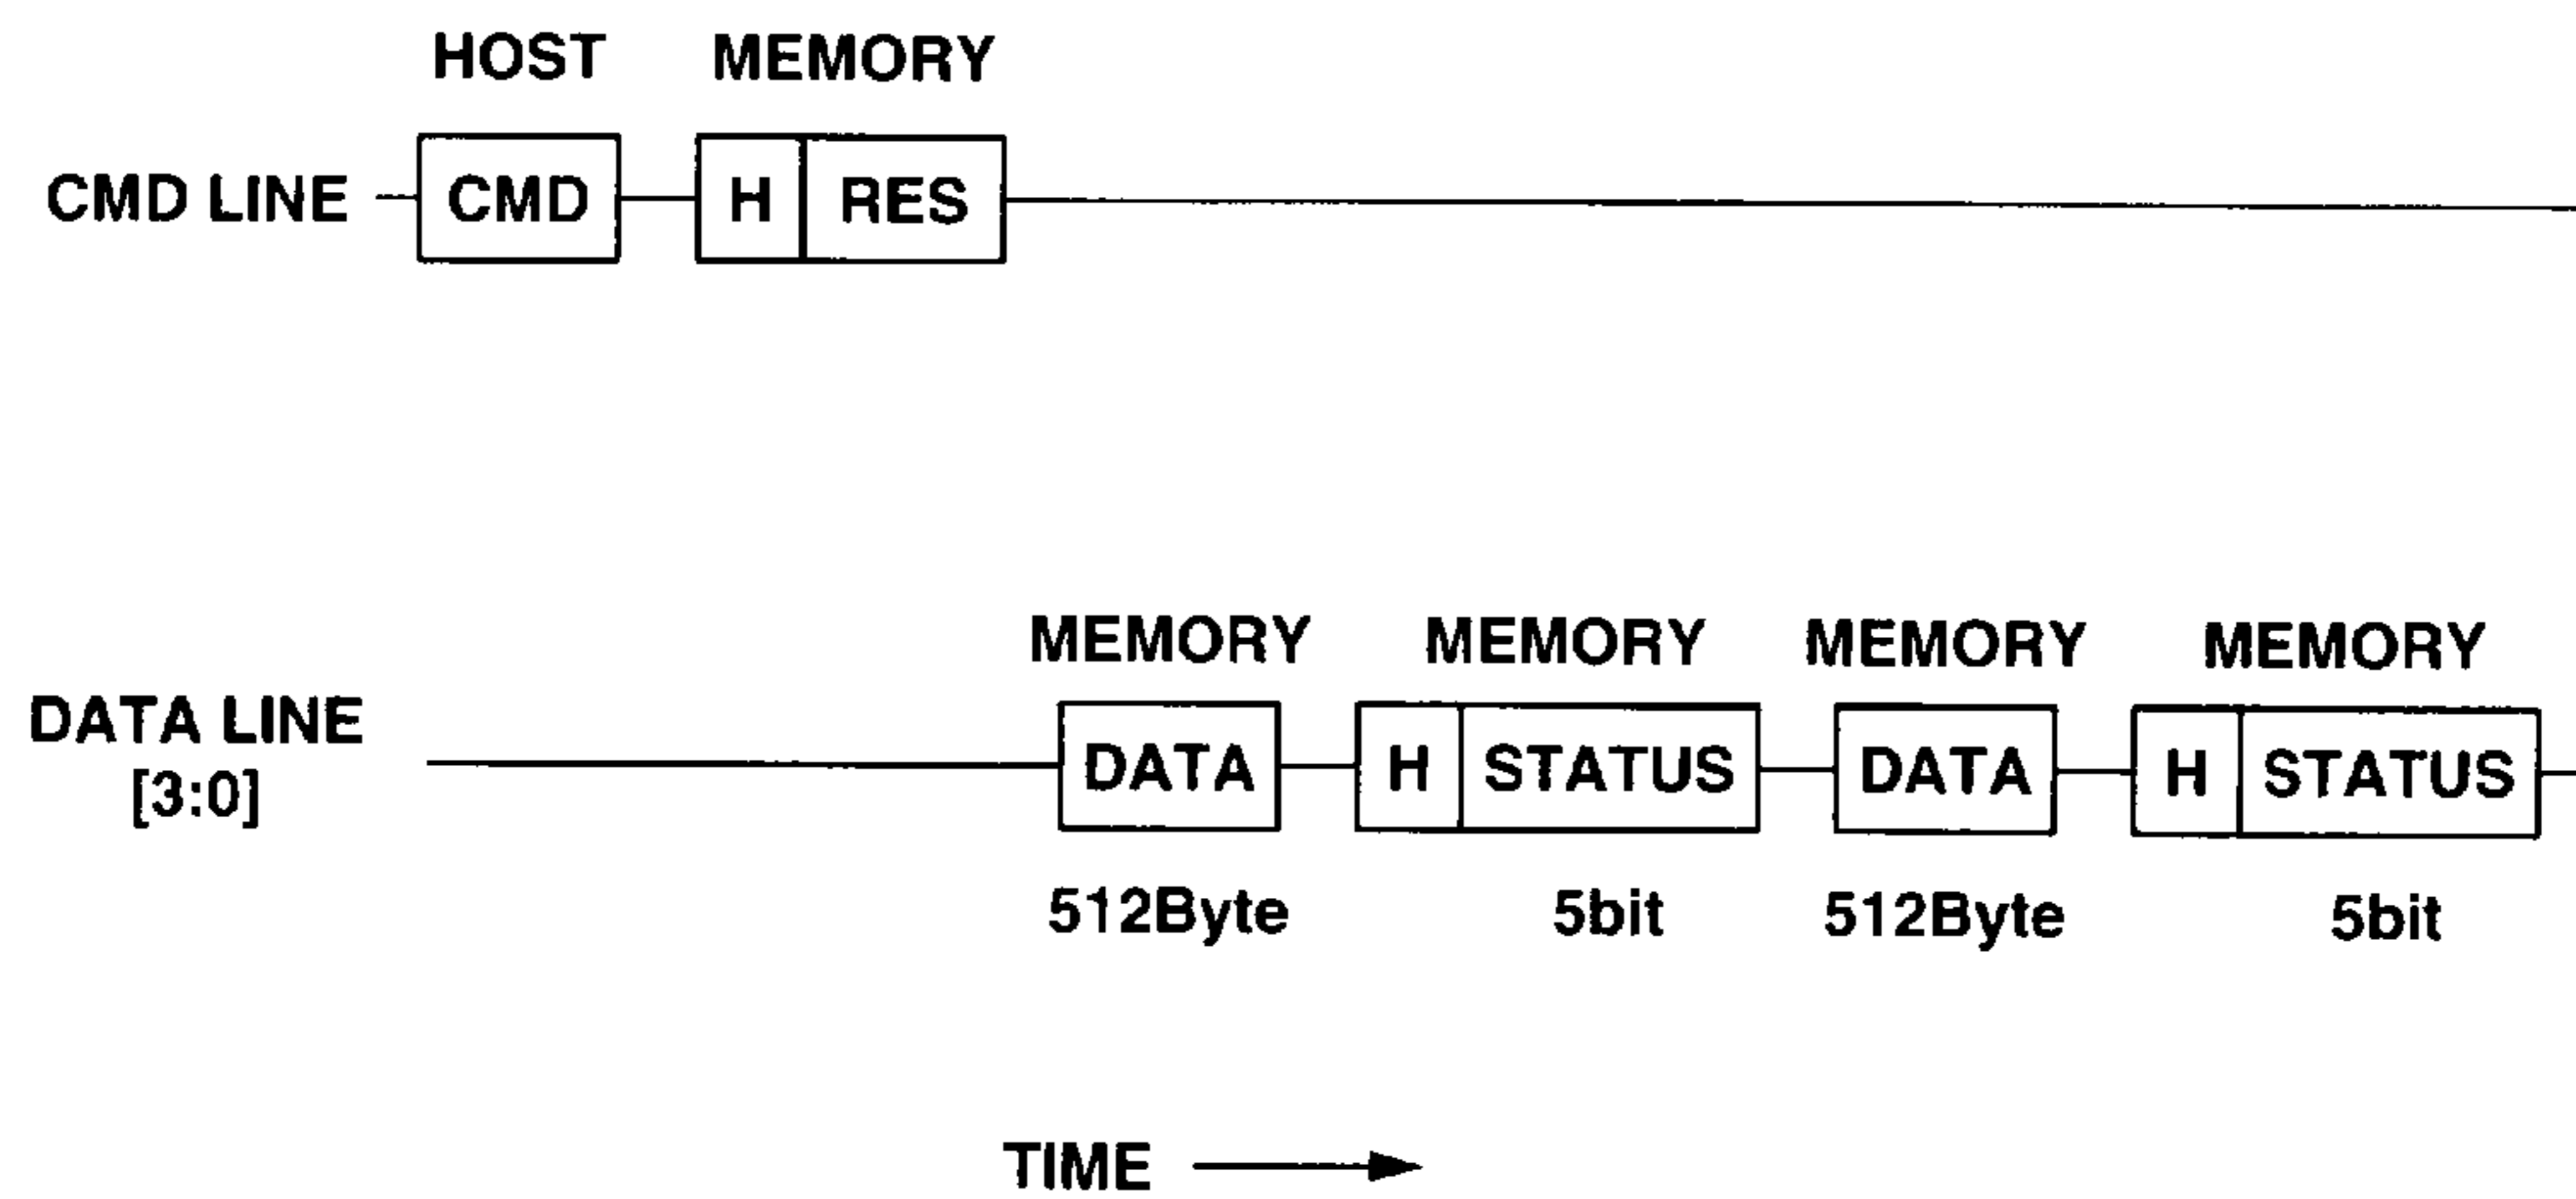 HOST MEMORY
CMD LINE CMD H RES
MEMORY MEMORY MEMORY MEMORY
DATA LINE
[3:0]
DATA H STATUS DATA H STATUS
512Byte 5bit 512Byte 5bit
TIME